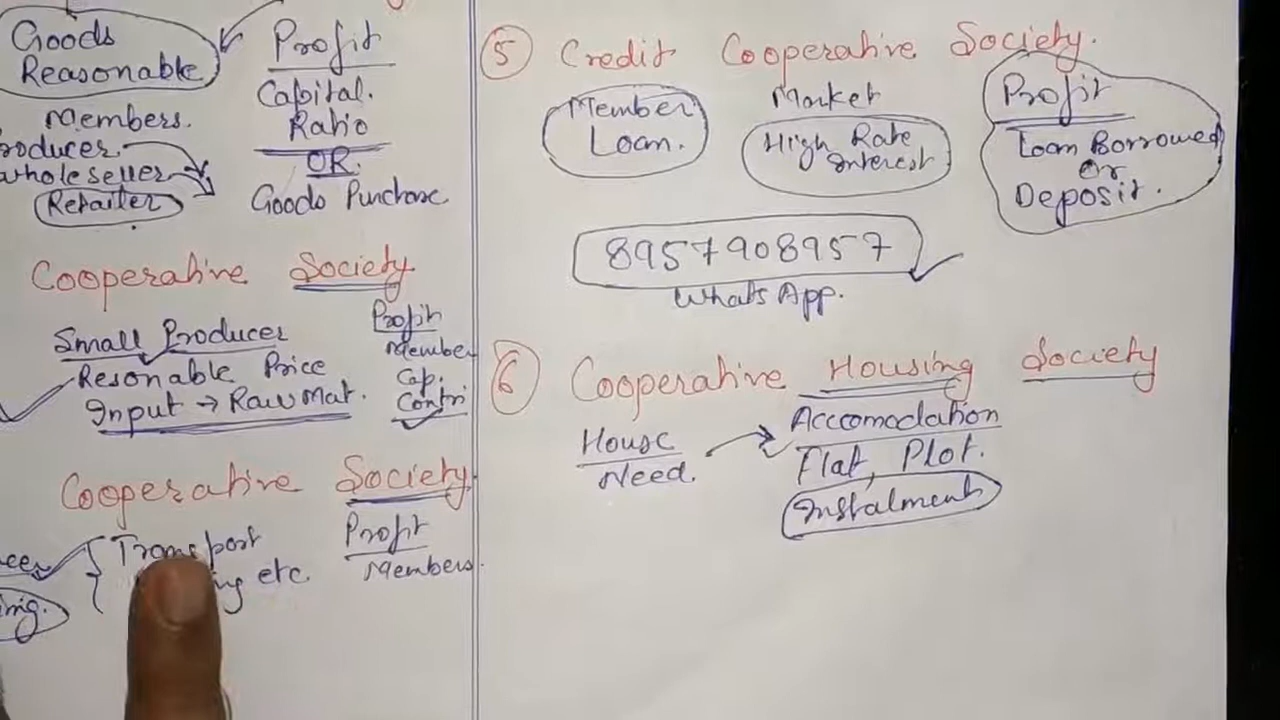 Goods
Reasonable
Members.
roducer
wholeseller
Retailer
Profit
Capital.
Ratio
OR.
Goods Purchase
Cooperative Society
Small Producer
Resonable Price
Input → Raw Mat.
Profit
Member
Cap.
Contri
Cooperative Society
Transport
etc.
Profit
Members.
5 Credit Cooperative Society.
Member
Loan.
Market
High Rate
Interest
Profit
Loan Borrowed
or
Deposit.
8957908957
WhatsApp.
6 Cooperative Housing Society
House
Need.
Accomodation
Flat, Plot.
Instalment